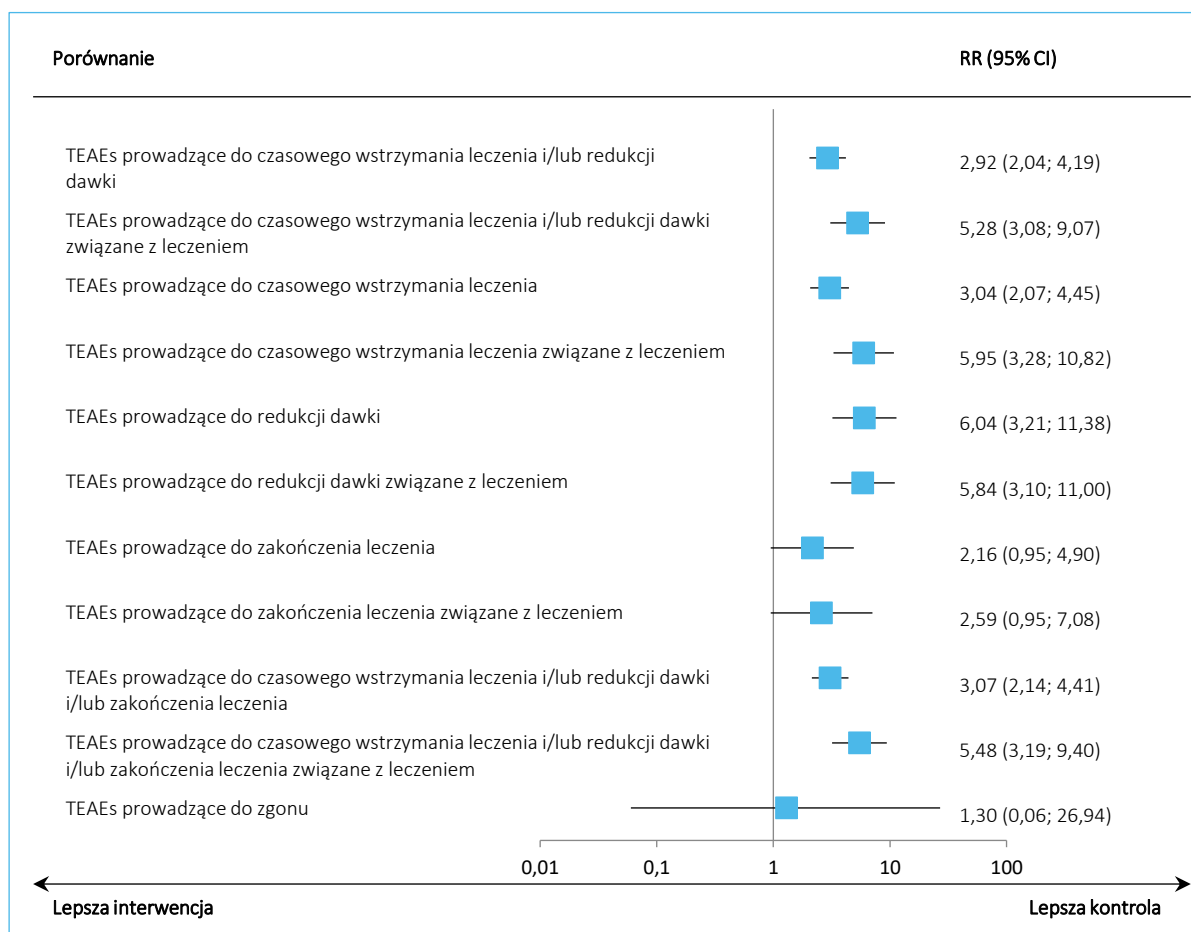 Porównanie RR (95% CI)
TEAEs prowadzące do czasowego wstrzymania leczenia i/lub redukcji
dawki
2,92 (2,04; 4,19)
TEAEs prowadzące do czasowego wstrzymania leczenia i/lub redukcji dawki
związane z leczeniem
5,28 (3,08; 9,07)
TEAEs prowadzące do czasowego wstrzymania leczenia
3,04 (2,07; 4,45)
TEAEs prowadzące do czasowego wstrzymania leczenia związane z leczeniem
5,95 (3,28; 10,82)
TEAEs prowadzące do redukcji dawki
6,04 (3,21; 11,38)
TEAEs prowadzące do redukcji dawki związane z leczeniem
5,84 (3,10; 11,00)
TEAEs prowadzące do zakończenia leczenia
2,16 (0,95; 4,90)
TEAEs prowadzące do zakończenia leczenia związane z leczeniem
2,59 (0,95; 7,08)
TEAEs prowadzące do czasowego wstrzymania leczenia i/lub redukcji dawki
i/lub zakończenia leczenia
3,07 (2,14; 4,41)
TEAEs prowadzące do czasowego wstrzymania leczenia i/lub redukcji dawki
i/lub zakończenia leczenia związane z leczeniem
5,48 (3,19; 9,40)
TEAEs prowadzące do zgonu
1,30 (0,06; 26,94)
0,01 0,1 1 10 100
Lepsza interwencja Lepsza kontrola